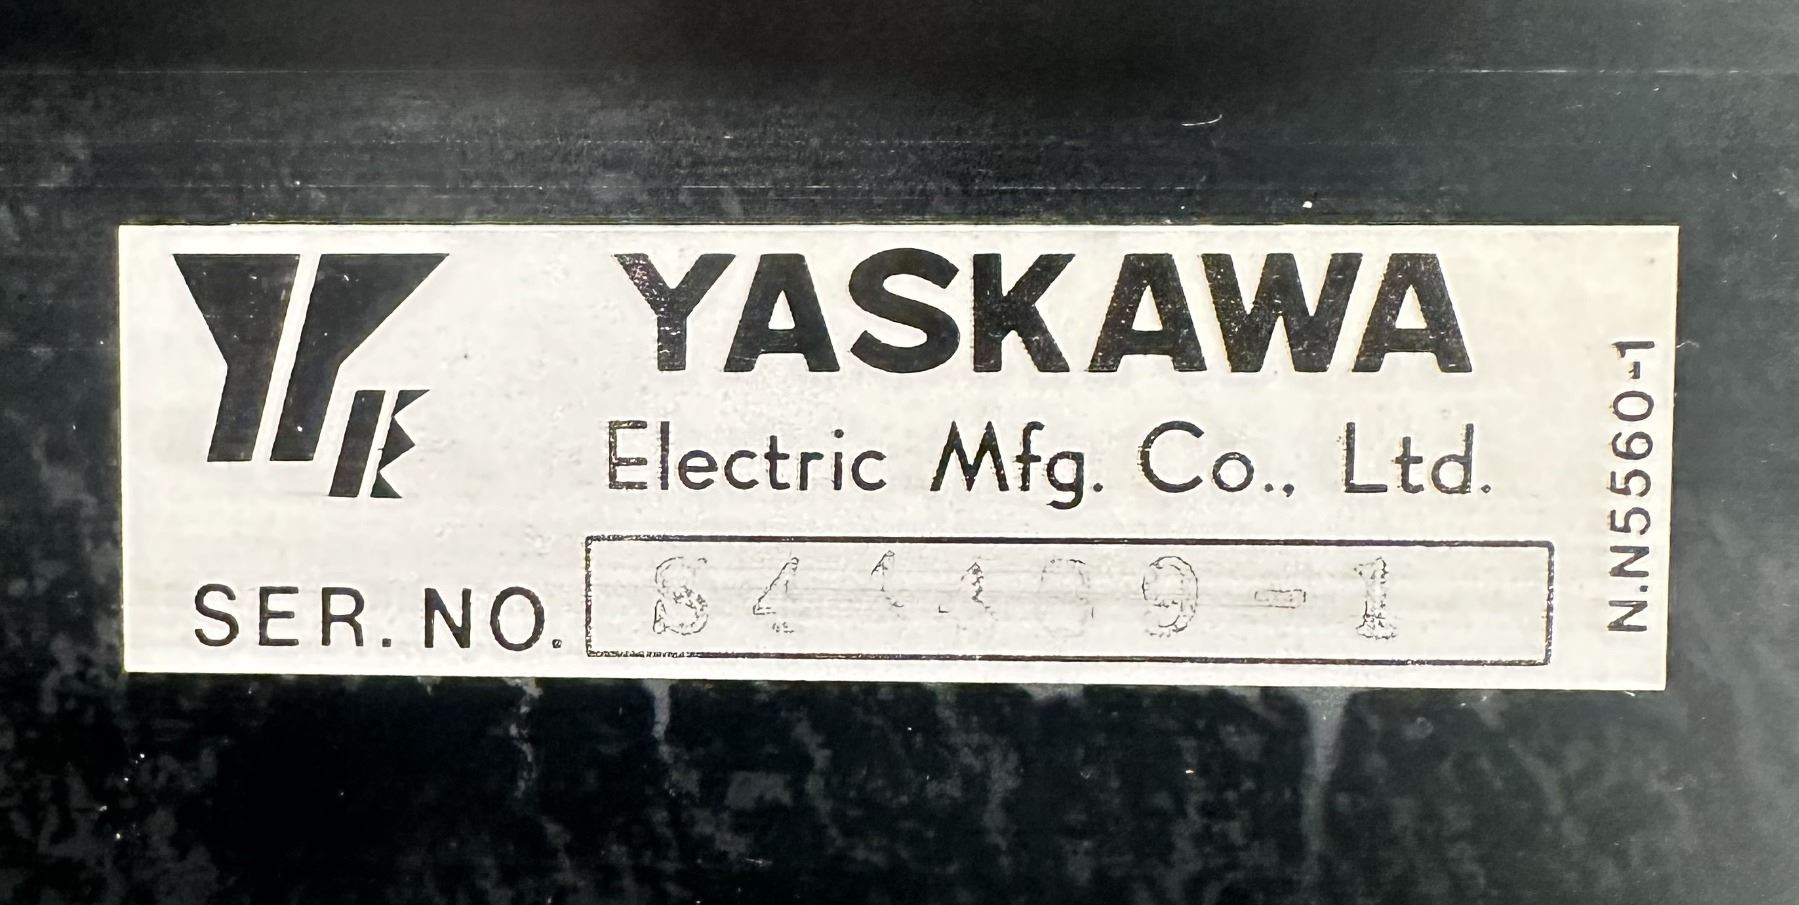 YASKAWA
Electric Mfg. Co., Ltd.
SER. NO.
N.N5560-1